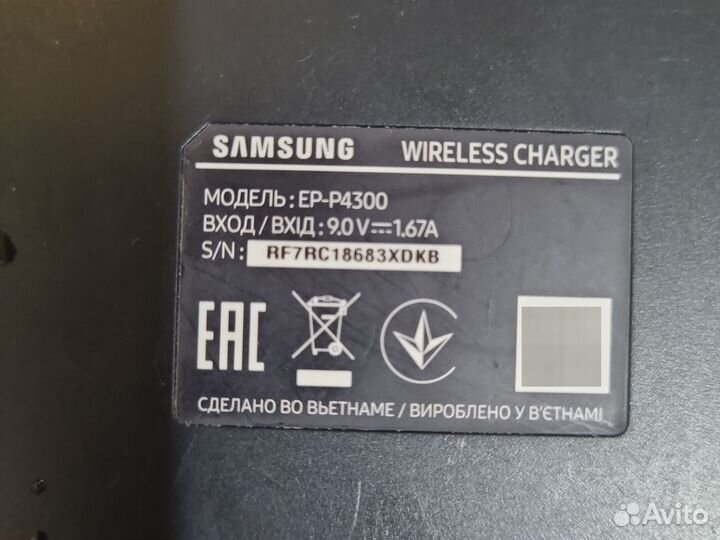 SAMSUNG WIRELESS CHARGER
МОДЕЛЬ : EP-P4300
ВХОД / ВХІД : 9.0 V⎓1.67A
S/N : RF7RC18683XDKB
EAC
СДЕЛАНО ВО ВЬЕТНАМЕ / ВИРОБЛЕНО У В'ЄТНАМІ
Avito